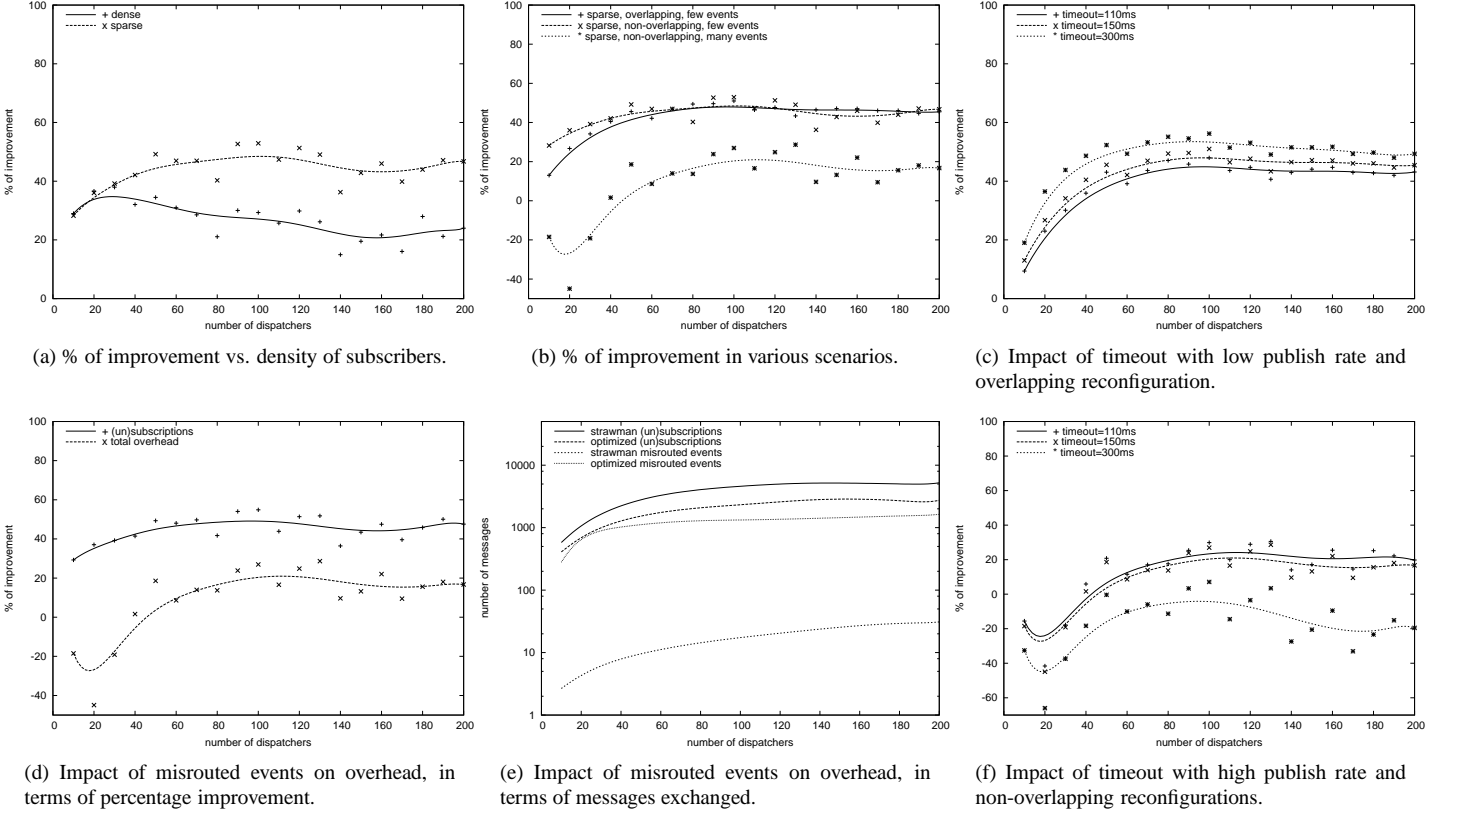 + dense
x sparse
100
80
60
40
20
0
% of improvement
0 20 40 60 80 100 120 140 160 180 200
number of dispatchers
(a) % of improvement vs. density of subscribers.
+ sparse, overlapping, few events
x sparse, non-overlapping, few events
* sparse, non-overlapping, many events
100
80
60
40
20
0
-20
-40
% of improvement
0 20 40 60 80 100 120 140 160 180 200
number of dispatchers
(b) % of improvement in various scenarios.
+ timeout=110ms
x timeout=150ms
* timeout=300ms
100
80
60
40
20
0
% of improvement
0 20 40 60 80 100 120 140 160 180 200
number of dispatchers
(c) Impact of timeout with low publish rate and
overlapping reconfiguration.
+ (un)subscriptions
x total overhead
100
80
60
40
20
0
-20
-40
% of improvement
0 20 40 60 80 100 120 140 160 180 200
number of dispatchers
(d) Impact of misrouted events on overhead, in
terms of percentage improvement.
strawman (un)subscriptions
optimized (un)subscriptions
strawman misrouted events
optimized misrouted events
10000
1000
100
10
1
number of messages
0 20 40 60 80 100 120 140 160 180 200
number of dispatchers
(e) Impact of misrouted events on overhead, in
terms of messages exchanged.
+ timeout=110ms
x timeout=150ms
* timeout=300ms
100
80
60
40
20
0
-20
-40
-60
% of improvement
0 20 40 60 80 100 120 140 160 180 200
number of dispatchers
(f) Impact of timeout with high publish rate and
non-overlapping reconfigurations.